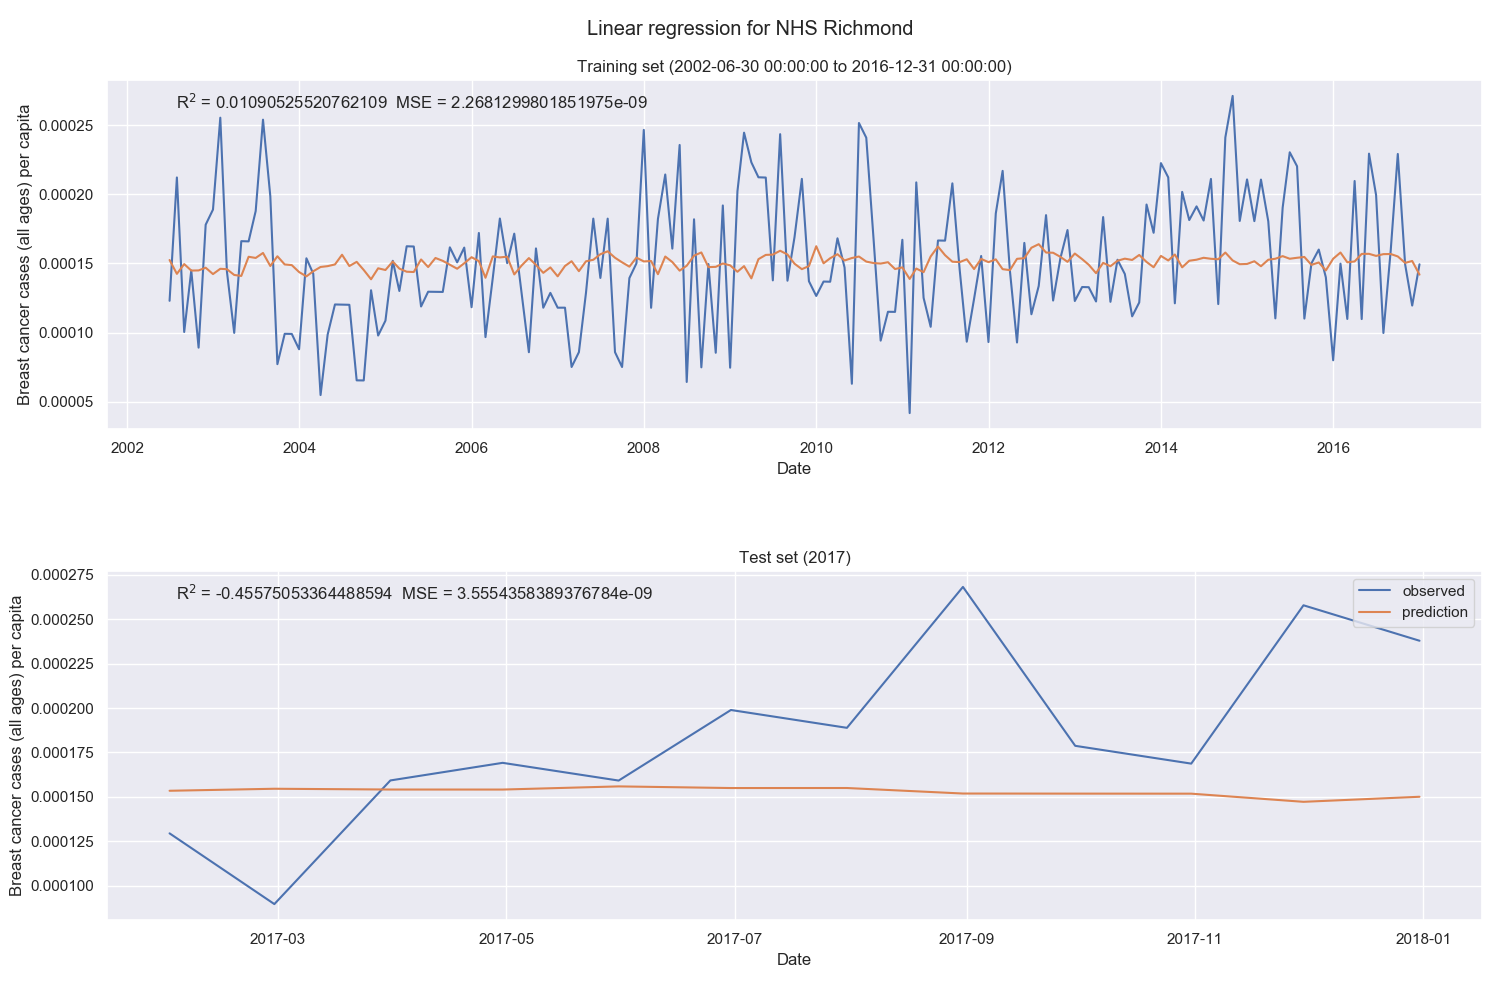 Linear regression for NHS Richmond
Training set (2002-06-30 00:00:00 to 2016-12-31 00:00:00)
R² = 0.01090525520762109 MSE = 2.2681299801851975e-09
Breast cancer cases (all ages) per capita
0.00025
0.00020
0.00015
0.00010
0.00005
2002 2004 2006 2008 2010 2012 2014 2016
Date
Test set (2017)
R² = -0.45575053364488594 MSE = 3.5554358389376784e-09
observed
prediction
Breast cancer cases (all ages) per capita
0.000275
0.000250
0.000225
0.000200
0.000175
0.000150
0.000125
0.000100
2017-03 2017-05 2017-07 2017-09 2017-11 2018-01
Date